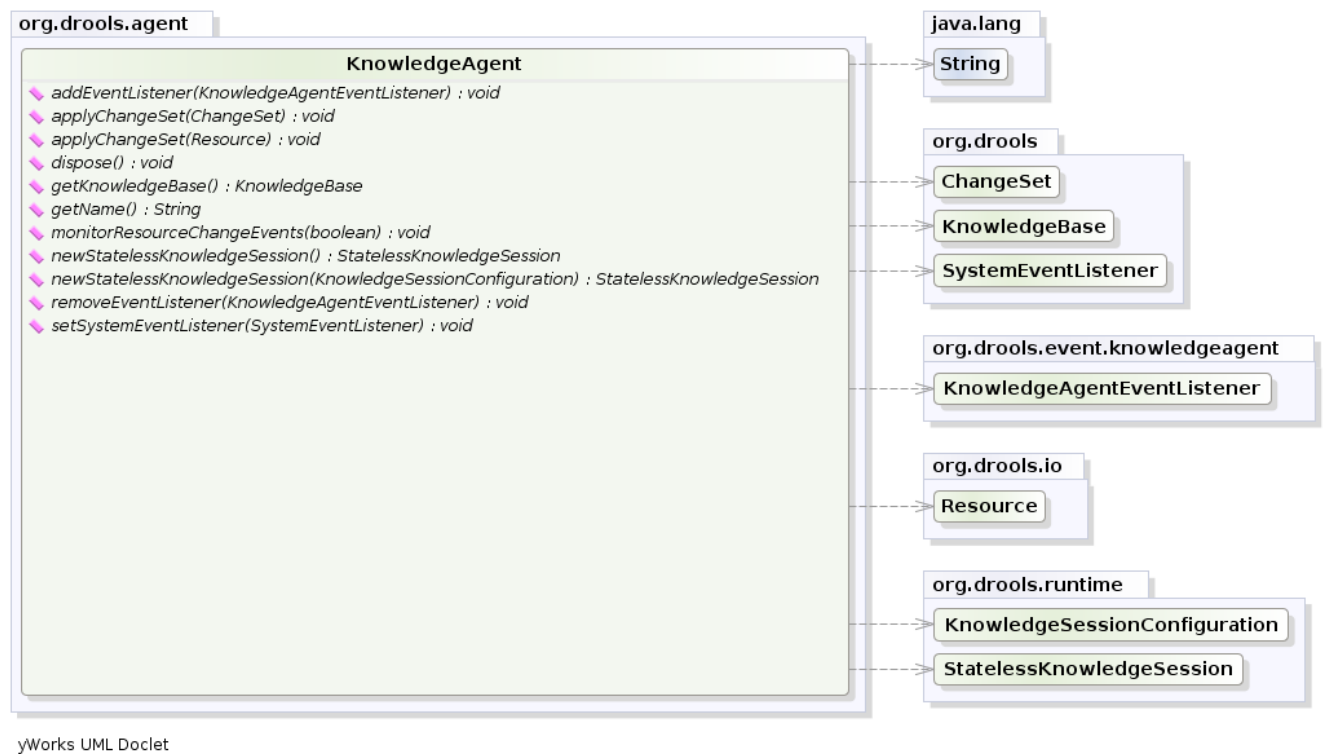 org.drools.agent
KnowledgeAgent
addEventListener(KnowledgeAgentEventListener) : void
applyChangeSet(ChangeSet) : void
applyChangeSet(Resource) : void
dispose() : void
getKnowledgeBase() : KnowledgeBase
getName() : String
monitorResourceChangeEvents(boolean) : void
newStatelessKnowledgeSession() : StatelessKnowledgeSession
newStatelessKnowledgeSession(KnowledgeSessionConfiguration) : StatelessKnowledgeSession
removeEventListener(KnowledgeAgentEventListener) : void
setSystemEventListener(SystemEventListener) : void
java.lang
String
org.drools
ChangeSet
KnowledgeBase
SystemEventListener
org.drools.event.knowledgeagent
KnowledgeAgentEventListener
org.drools.io
Resource
org.drools.runtime
KnowledgeSessionConfiguration
StatelessKnowledgeSession
yWorks UML Doclet